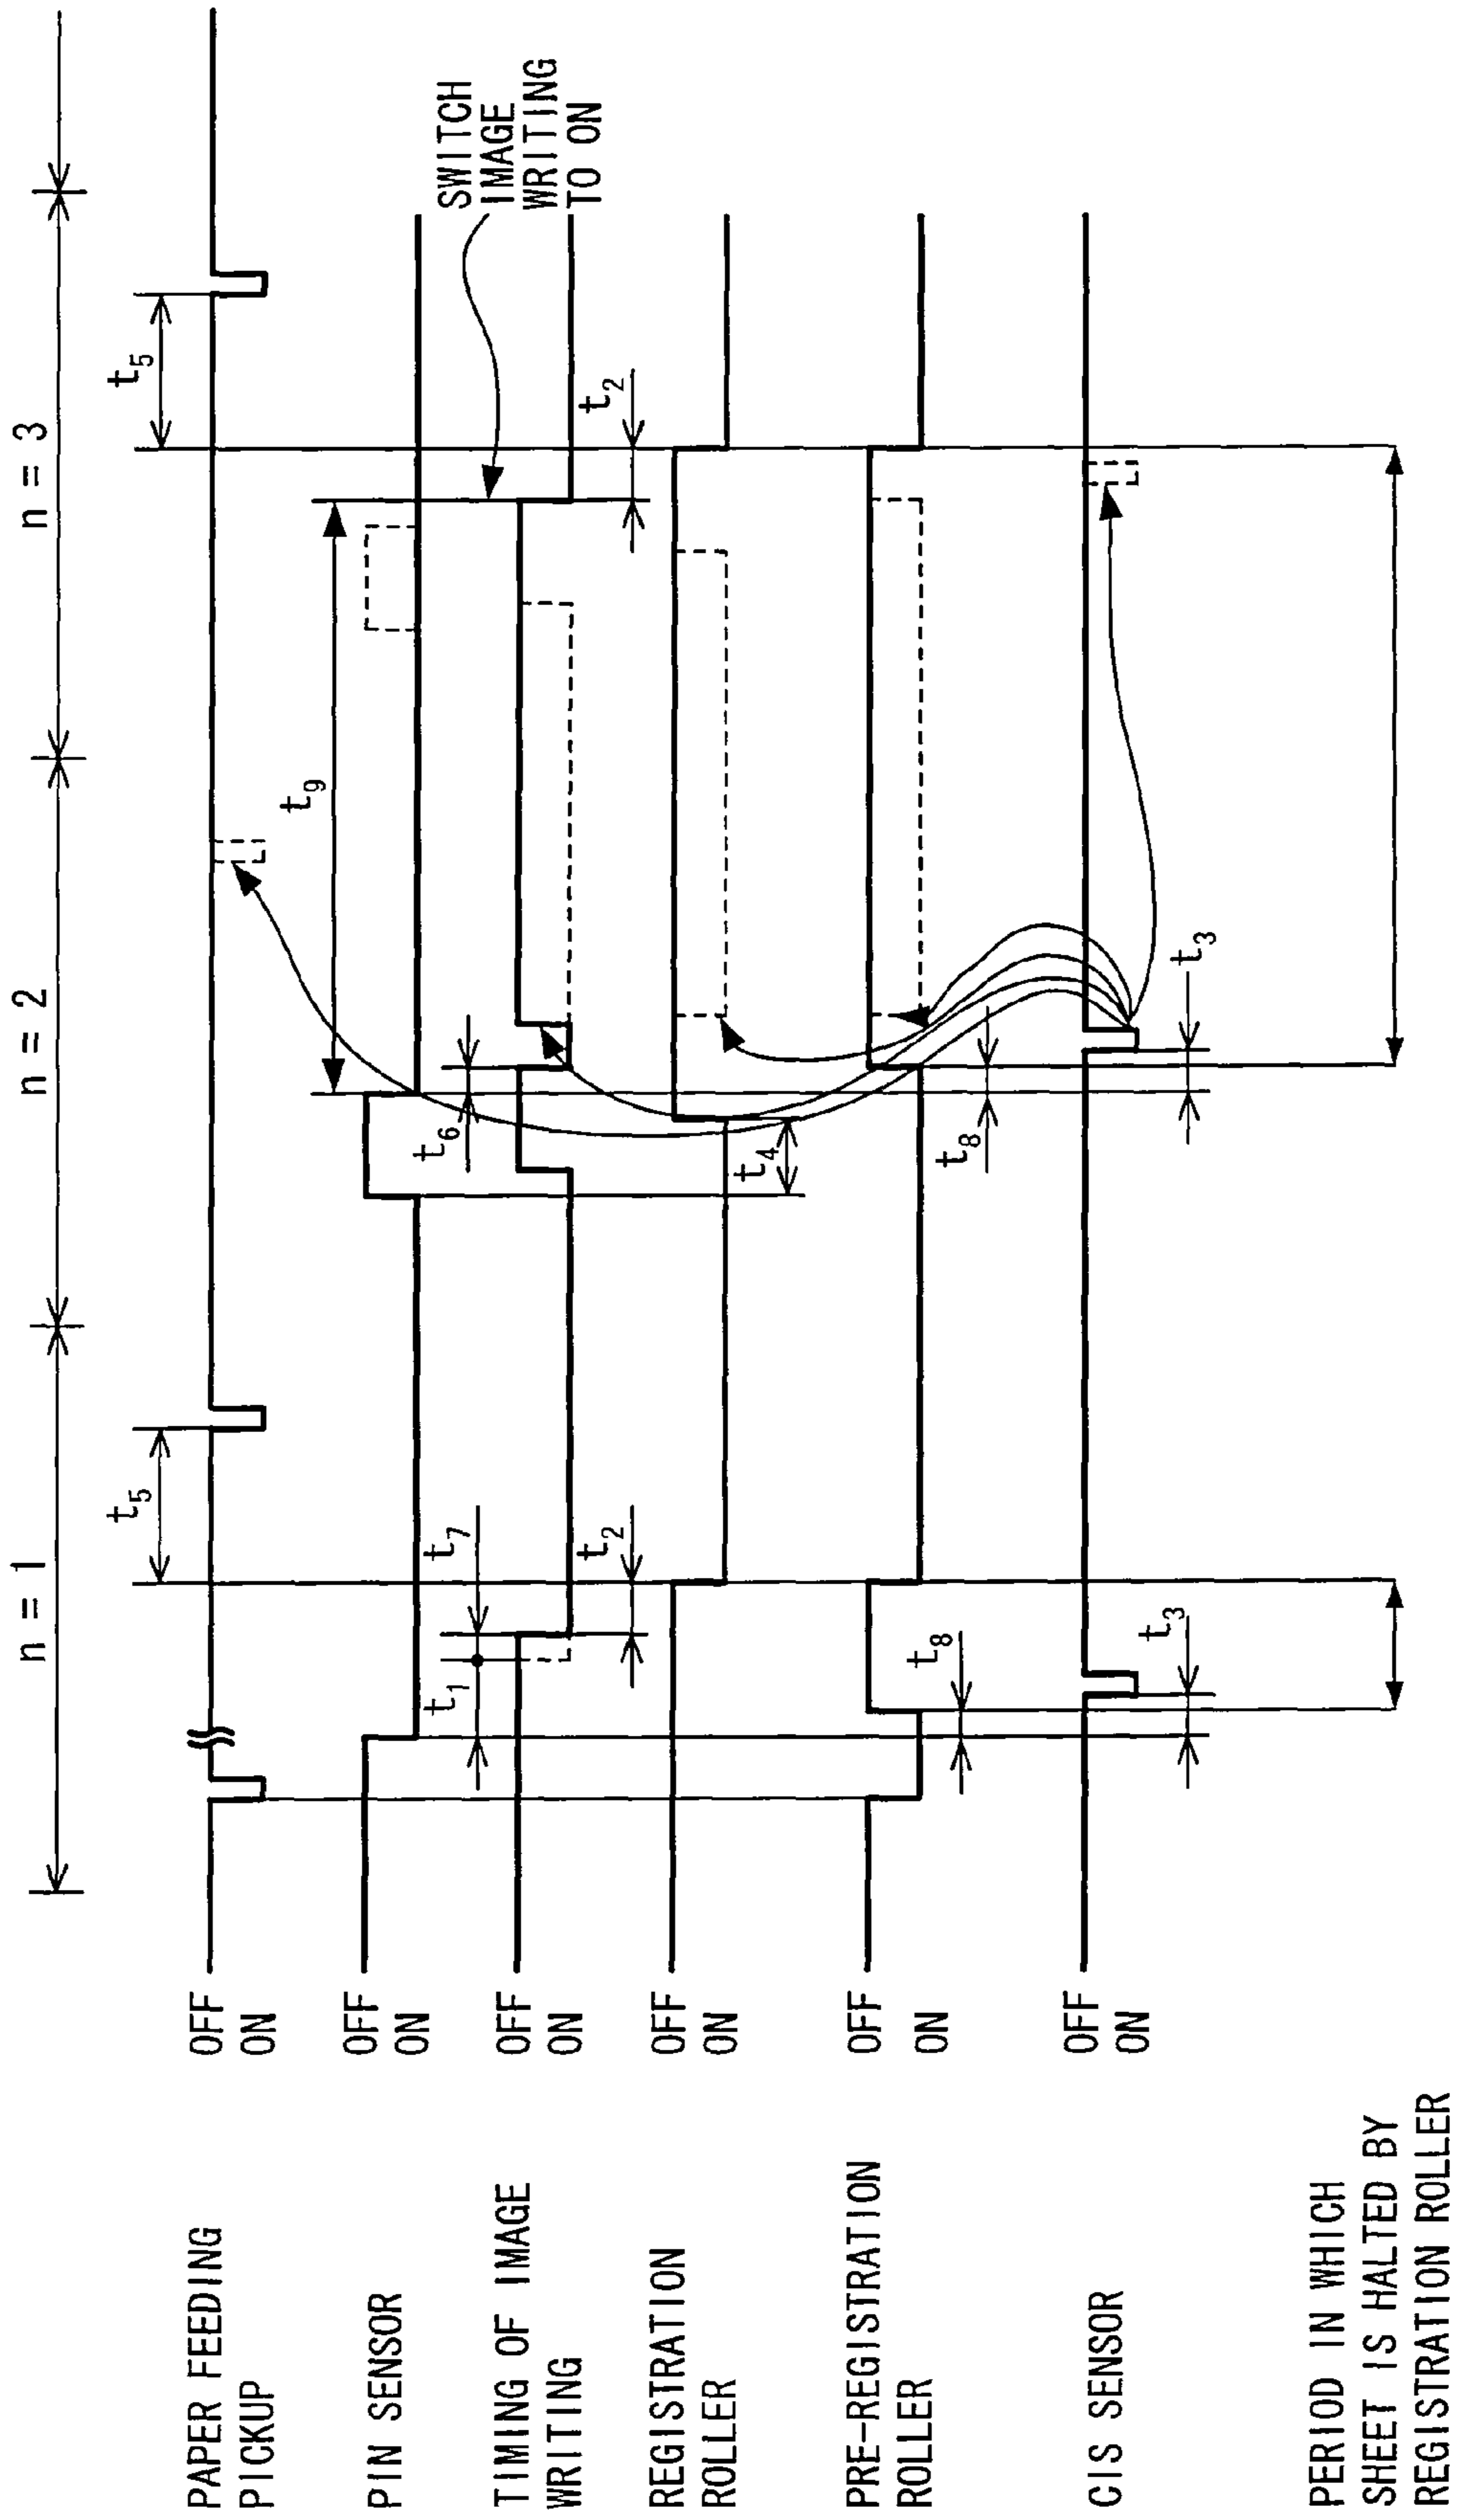 n = 1
n = 2
n = 3
PAPER FEEDING
PICKUP
OFF
ON
t5
t5
PIN SENSOR
OFF
ON
t9
TIMING OF IMAGE
WRITING
OFF
ON
t1
t7
t6
SWITCH
IMAGE
WRITING
TO ON
REGISTRATION
ROLLER
OFF
ON
t2
t4
t2
PRE-REGISTRATION
ROLLER
OFF
ON
t8
t8
CIS SENSOR
OFF
ON
t3
t3
PERIOD IN WHICH
SHEET IS HALTED BY
REGISTRATION ROLLER